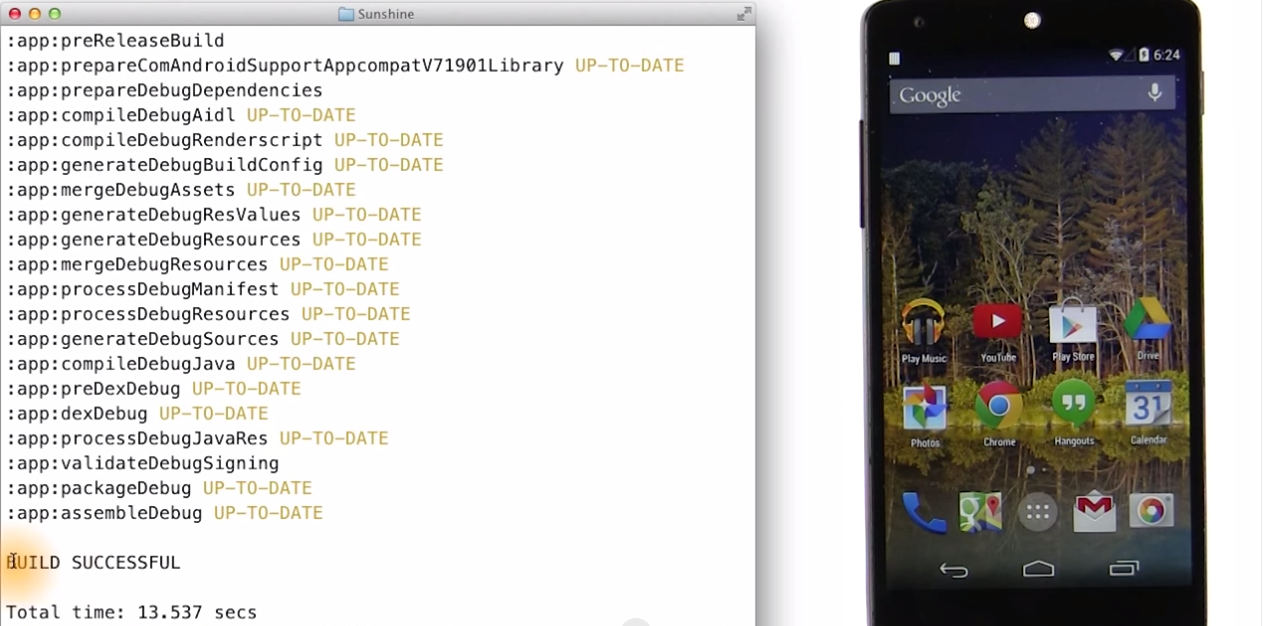 Sunshine
:app:preReleaseBuild
:app:prepareComAndroidSupportAppcompatV71901Library UP-TO-DATE
:app:prepareDebugDependencies
:app:compileDebugAidl UP-TO-DATE
:app:compileDebugRenderscript UP-TO-DATE
:app:generateDebugBuildConfig UP-TO-DATE
:app:mergeDebugAssets UP-TO-DATE
:app:generateDebugResValues UP-TO-DATE
:app:generateDebugResources UP-TO-DATE
:app:mergeDebugResources UP-TO-DATE
:app:processDebugManifest UP-TO-DATE
:app:processDebugResources UP-TO-DATE
:app:generateDebugSources UP-TO-DATE
:app:compileDebugJava UP-TO-DATE
:app:preDexDebug UP-TO-DATE
:app:dexDebug UP-TO-DATE
:app:processDebugJavaRes UP-TO-DATE
:app:validateDebugSigning
:app:packageDebug UP-TO-DATE
:app:assembleDebug UP-TO-DATE
BUILD SUCCESSFUL
Total time: 13.537 secs
6:24
Google
Play Music YouTube Play Store Drive
31
Photos Chrome Hangouts Calendar